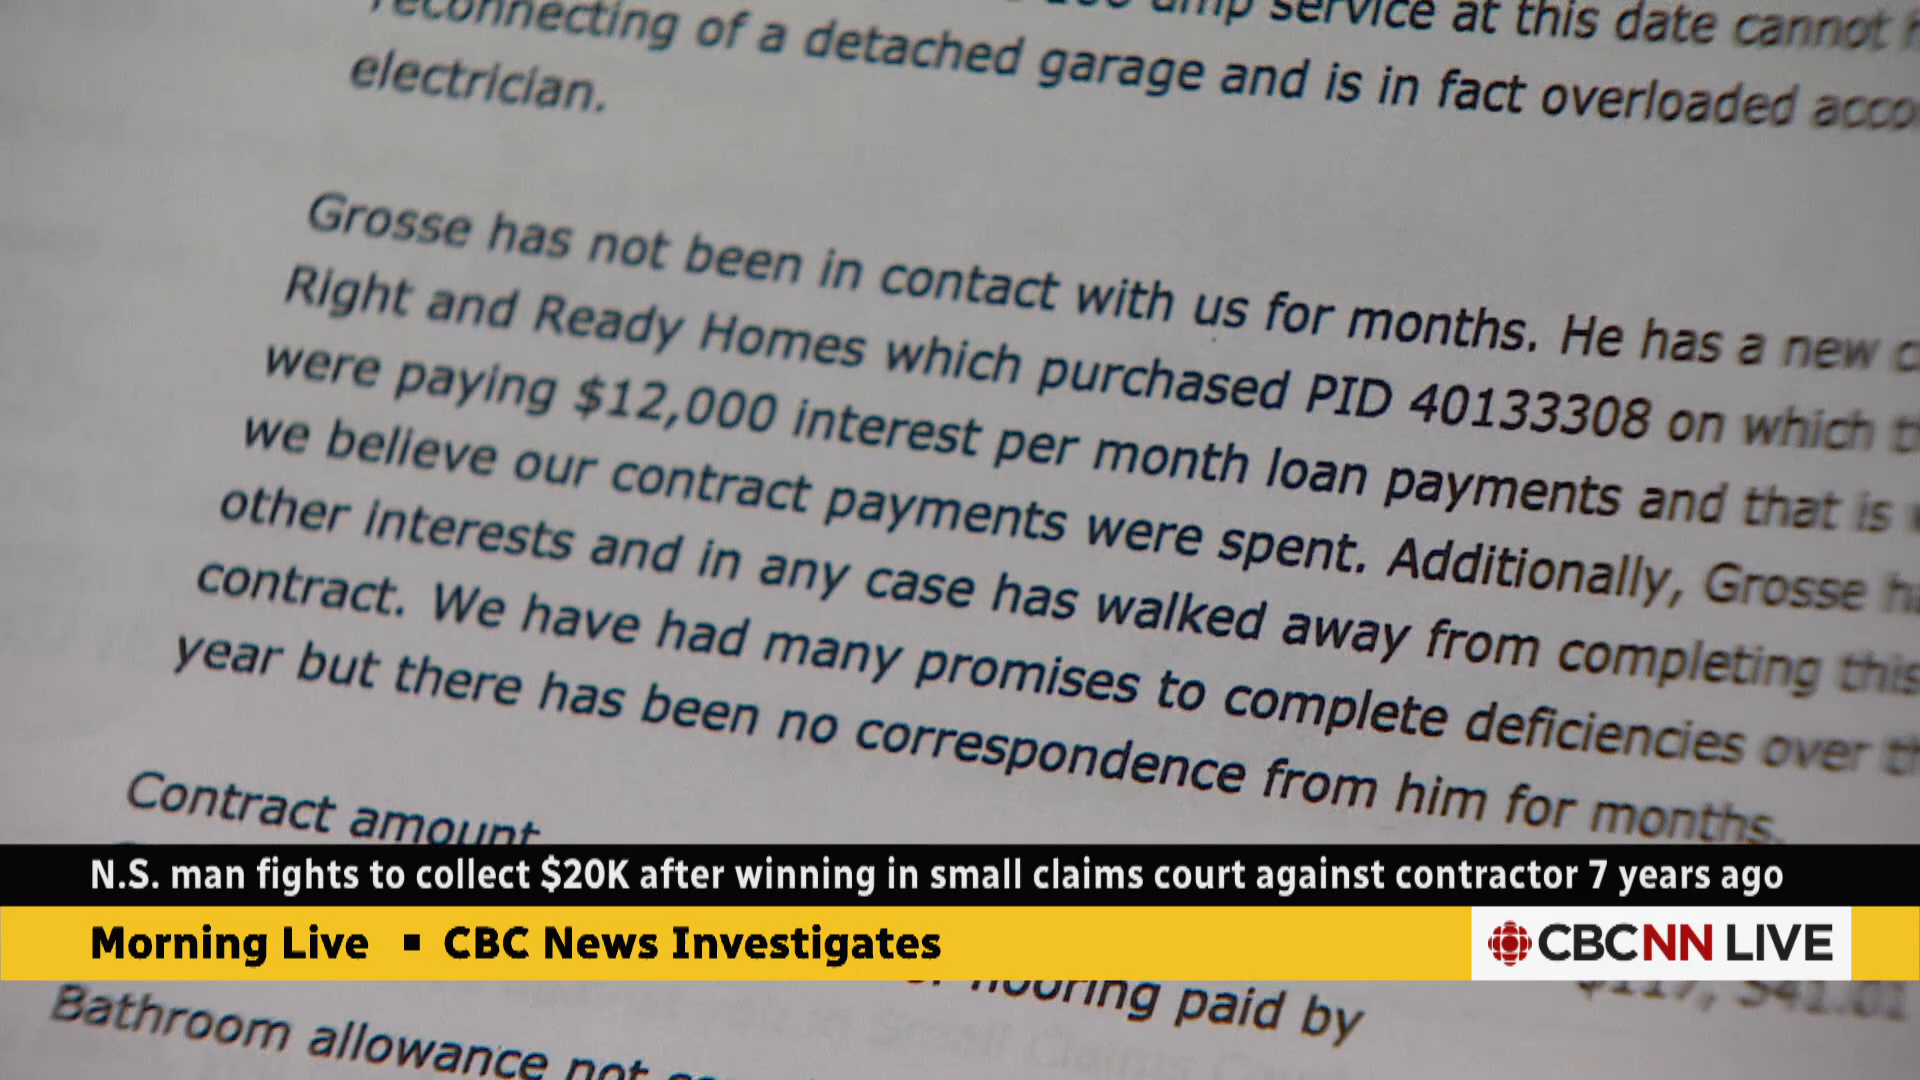 amp service at this date cannot
reconnecting of a detached garage and is in fact overloaded
electrician.
Grosse has not been in contact with us for months. He has a new
Right and Ready Homes which purchased PID 40133308 on which
were paying $12,000 interest per month loan payments and that is
we believe our contract payments were spent. Additionally, Grosse
other interests and in any case has walked away from completing this
contract. We have had many promises to complete deficiencies over
year but there has been no correspondence from him for months.
Contract amount
N.S. man fights to collect $20K after winning in small claims court against contractor 7 years ago
Morning Live ▪ CBC News Investigates
CBCNN LIVE
flooring paid by
Bathroom allowance not